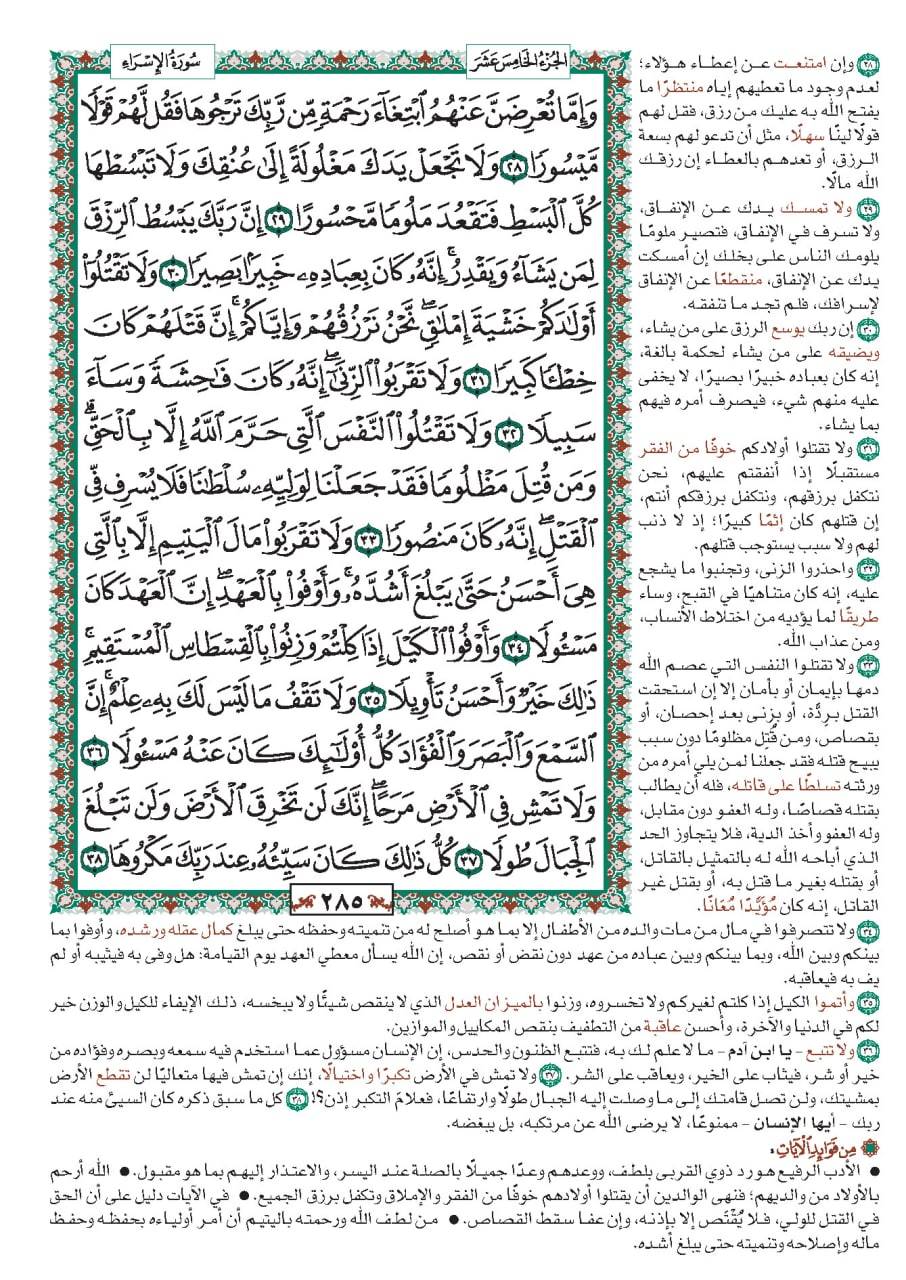 الجزء الخامس عشر
سورة الإسراء
وَإِمَّا تُعْرِضَنَّ عَنْهُمُ ٱبْتِغَآءَ رَحْمَةٍ مِّن رَّبِّكَ تَرْجُوهَا فَقُل لَّهُمْ قَوْلًا
مَّيْسُورًا ٢٨ وَلَا تَجْعَلْ يَدَكَ مَغْلُولَةً إِلَىٰ عُنُقِكَ وَلَا تَبْسُطْهَا
كُلَّ ٱلْبَسْطِ فَتَقْعُدَ مَلُومًا مَّحْسُورًا ٢٩ إِنَّ رَبَّكَ يَبْسُطُ ٱلرِّزْقَ
لِمَن يَشَآءُ وَيَقْدِرُ ۚ إِنَّهُۥ كَانَ بِعِبَادِهِۦ خَبِيرًۢا بَصِيرًا ٣٠ وَلَا تَقْتُلُوٓا۟
أَوْلَـٰدَكُمْ خَشْيَةَ إِمْلَـٰقٍ ۖ نَّحْنُ نَرْزُقُهُمْ وَإِيَّاكُمْ ۚ إِنَّ قَتْلَهُمْ كَانَ
خِطْـًٔا كَبِيرًا ٣١ وَلَا تَقْرَبُوا۟ ٱلزِّنَىٰٓ ۖ إِنَّهُۥ كَانَ فَـٰحِشَةً وَسَآءَ
سَبِيلًا ٣٢ وَلَا تَقْتُلُوا۟ ٱلنَّفْسَ ٱلَّتِى حَرَّمَ ٱللَّهُ إِلَّا بِٱلْحَقِّ ۗ
وَمَن قُتِلَ مَظْلُومًا فَقَدْ جَعَلْنَا لِوَلِيِّهِۦ سُلْطَـٰنًا فَلَا يُسْرِف فِّى
ٱلْقَتْلِ ۖ إِنَّهُۥ كَانَ مَنصُورًا ٣٣ وَلَا تَقْرَبُوا۟ مَالَ ٱلْيَتِيمِ إِلَّا بِٱلَّتِى
هِىَ أَحْسَنُ حَتَّىٰ يَبْلُغَ أَشُدَّهُۥ ۚ وَأَوْفُوا۟ بِٱلْعَهْدِ ۖ إِنَّ ٱلْعَهْدَ كَانَ
مَسْـُٔولًا ٣٤ وَأَوْفُوا۟ ٱلْكَيْلَ إِذَا كِلْتُمْ وَزِنُوا۟ بِٱلْقِسْطَاسِ ٱلْمُسْتَقِيمِ ۚ
ذَٰلِكَ خَيْرٌ وَأَحْسَنُ تَأْوِيلًا ٣٥ وَلَا تَقْفُ مَا لَيْسَ لَكَ بِهِۦ عِلْمٌ ۚ إِنَّ
ٱلسَّمْعَ وَٱلْبَصَرَ وَٱلْفُؤَادَ كُلُّ أُو۟لَـٰٓئِكَ كَانَ عَنْهُ مَسْـُٔولًا ٣٦
وَلَا تَمْشِ فِى ٱلْأَرْضِ مَرَحًا ۖ إِنَّكَ لَن تَخْرِقَ ٱلْأَرْضَ وَلَن تَبْلُغَ
ٱلْجِبَالَ طُولًا ٣٧ كُلُّ ذَٰلِكَ كَانَ سَيِّئُهُۥ عِندَ رَبِّكَ مَكْرُوهًا ٣٨
٢٨٥
٢٨ وإن امتنعت عن إعطاء هؤلاء؛
لعدم وجود ما تعطيهم إياه منتظرًا ما
يفتح الله به عليك من رزق، فقل لهم
قولًا لينًا سهلًا، مثل أن تدعو لهم بسعة
الرزق، أو تعدهم بالعطاء إن رزقك
الله مالًا.
٢٩ ولا تمسك يدك عن الإنفاق،
ولا تسرف في الإنفاق، فتصير ملومًا
يلومك الناس على بخلك إن أمسكت
يدك عن الإنفاق، منقطعًا عن الإنفاق
لإسرافك، فلم تجد ما تنفقه.
٣٠ إن ربك يوسع الرزق على من يشاء،
ويضيقه على من يشاء لحكمة بالغة،
إنه كان بعباده خبيرًا بصيرًا، لا يخفى
عليه منهم شيء، فيصرف أمره فيهم
بما يشاء.
٣١ ولا تقتلوا أولادكم خوفًا من الفقر
مستقبلًا إذا أنفقتم عليهم، نحن
نتكفل برزقهم، ونتكفل برزقكم أنتم،
إن قتلهم كان إثمًا كبيرًا؛ إذ لا ذنب
لهم ولا سبب يستوجب قتلهم.
٣٢ واحذروا الزنى، وتجنبوا ما يشجع
عليه، إنه كان متناهيًا في القبح، وساء
طريقًا لما يؤديه من اختلاط الأنساب،
ومن عذاب الله.
٣٣ ولا تقتلوا النفس التي عصم الله
دمها بإيمان أو بأمان إلا إن استحقت
القتل بردَّة، أو بزنى بعد إحصان، أو
بقصاص، ومن قُتِل مظلومًا دون سبب
يبيح قتله فقد جعلنا لمن يلي أمره من
ورثته تسلطًا على قاتله، فله أن يطالب
بقتله قصاصًا، وله العفو دون مقابل،
وله العفو وأخذ الدية، فلا يتجاوز الحد
الذي أباحه الله له بالتمثيل بالقاتل،
أو بقتله بغير ما قتل به، أو بقتل غير
القاتل، إنه كان مؤيَّدًا مُعَانًا.
٣٤ ولا تتصرفوا في مال من مات والده من الأطفال إلا بما هو أصلح له من تنميته وحفظه حتى يبلغ كمال عقله ورشده، وأوفوا بما
بينكم وبين الله، وبما بينكم وبين عباده من عهد دون نقض أو نقص، إن الله يسأل معطي العهد يوم القيامة: هل وفى به فيثيبه أو لم
يف به فيعاقبه.
٣٥ وأتموا الكيل إذا كلتم لغيركم ولا تخسروه، وزنوا بالميزان العدل الذي لا ينقص شيئًا ولا يبخسه، ذلك الإيفاء للكيل والوزن خير
لكم في الدنيا والآخرة، وأحسن عاقبة من التطفيف بنقص المكاييل والموازين.
٣٦ ولا تتبع - يا ابن آدم - ما لا علم لك به، فتتبع الظنون والحدس، إن الإنسان مسؤول عما استخدم فيه سمعه وبصره وفؤاده من
خير أو شر، فيثاب على الخير، ويعاقب على الشر. ٣٧ ولا تمش في الأرض تكبرًا واختيالًا، إنك إن تمش فيها متعاليًا لن تقطع الأرض
بمشيتك، ولن تصل قامتك إلى ما وصلت إليه الجبال طولًا وارتفاعًا، فعلامَ التكبر إذن؟! ٣٨ كل ما سبق ذكره كان السيئ منه عند
ربك - أيها الإنسان - ممنوعًا، لا يرضى الله عن مرتكبه، بل يبغضه.
من فوائد الآيات:
● الأدب الرفيع هو رد ذوي القربى بلطف، ووعدهم وعدًا جميلًا بالصلة عند اليسر، والاعتذار إليهم بما هو مقبول. ● الله أرحم
بالأولاد من والديهم؛ فنهى الوالدين أن يقتلوا أولادهم خوفًا من الفقر والإملاق وتكفل برزق الجميع. ● في الآيات دليل على أن الحق
في القتل للولي، فلا يُقْتَص إلا بإذنه، وإن عفا سقط القصاص. ● من لطف الله ورحمته باليتيم أن أمر أولياءه بحفظه وحفظ
ماله وإصلاحه وتنميته حتى يبلغ أشده.